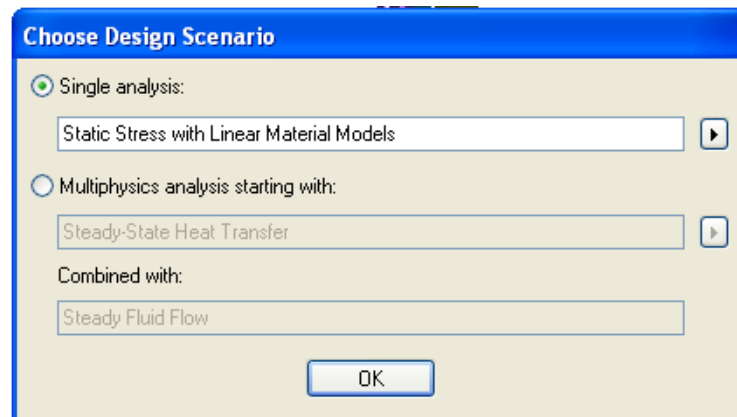 Choose Design Scenario
Single analysis:
Static Stress with Linear Material Models
Multiphysics analysis starting with:
Steady-State Heat Transfer
Combined with:
Steady Fluid Flow
OK